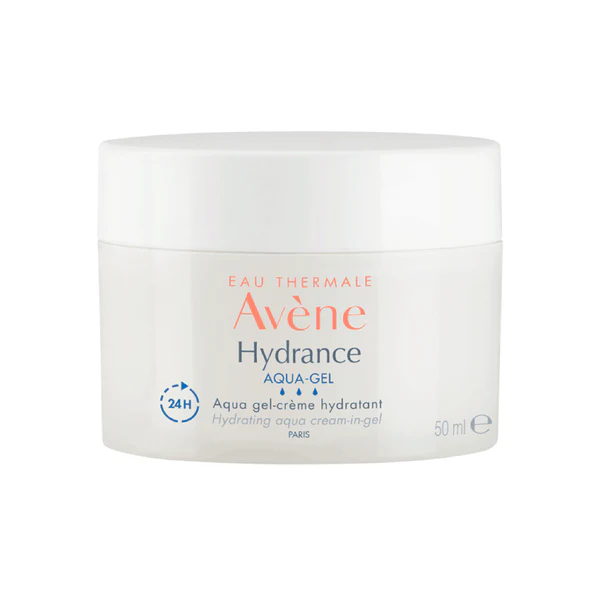 EAU THERMALE
Avène
Hydrance
AQUA-GEL
24H
Aqua gel-crème hydratant
Hydrating aqua cream-in-gel
PARIS
50 ml ℮